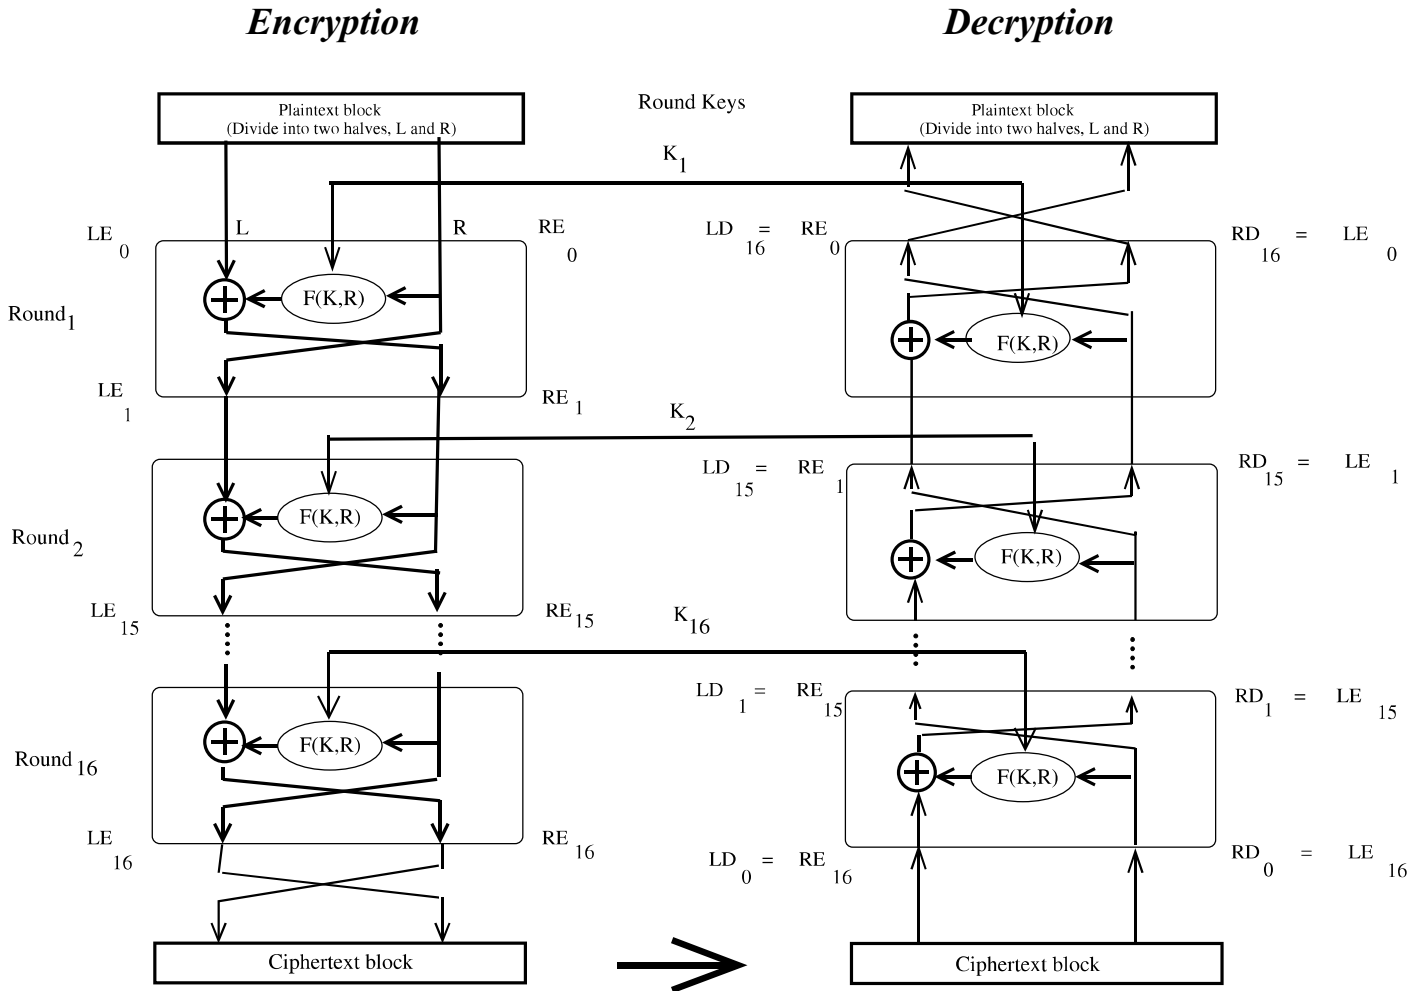 Encryption
Decryption
Plaintext block
(Divide into two halves, L and R)
Round Keys
Plaintext block
(Divide into two halves, L and R)
K1
LE0
L
R
RE0
LD16 = RE0
RD16 = LE0
Round1
F(K,R)
F(K,R)
LE1
RE1
K2
LD15 = RE1
RD15 = LE1
Round2
F(K,R)
F(K,R)
LE15
RE15
K16
LD1 = RE15
RD1 = LE15
Round16
F(K,R)
F(K,R)
LE16
RE16
LD0 = RE16
RD0 = LE16
Ciphertext block
Ciphertext block